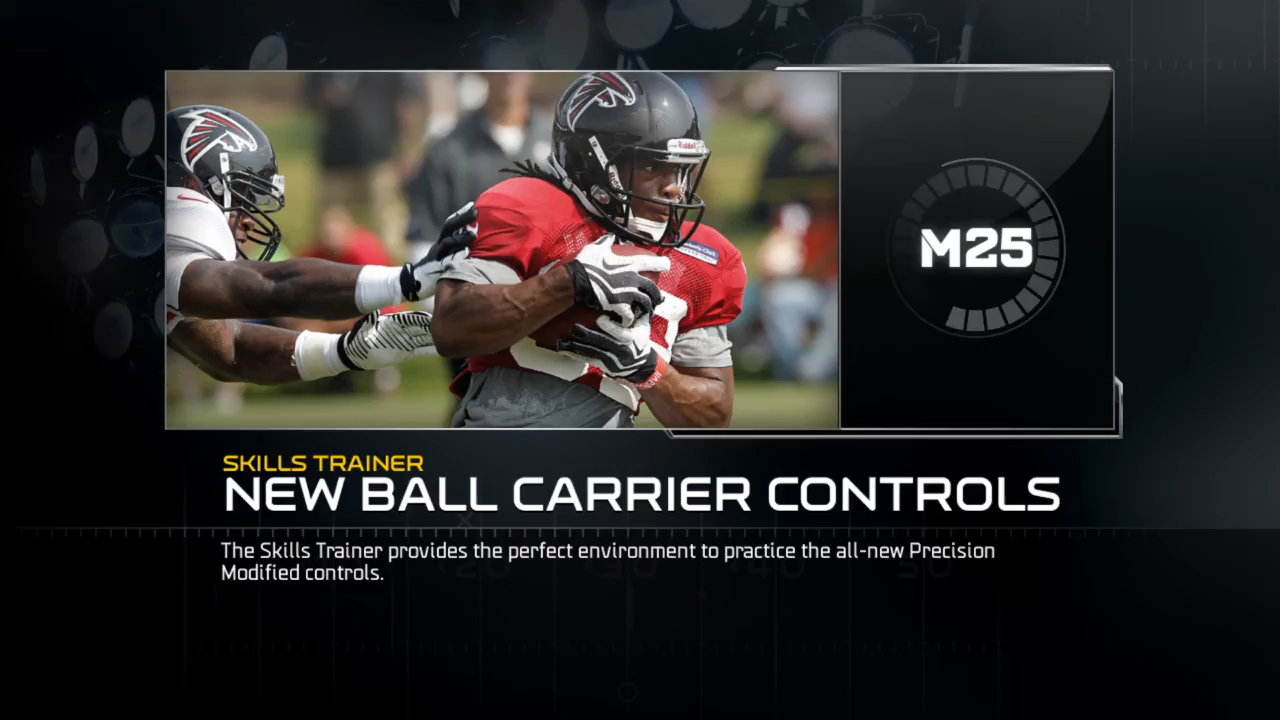 Riddell
M25
SKILLS TRAINER
NEW BALL CARRIER CONTROLS
The Skills Trainer provides the perfect environment to practice the all-new Precision
Modified controls.